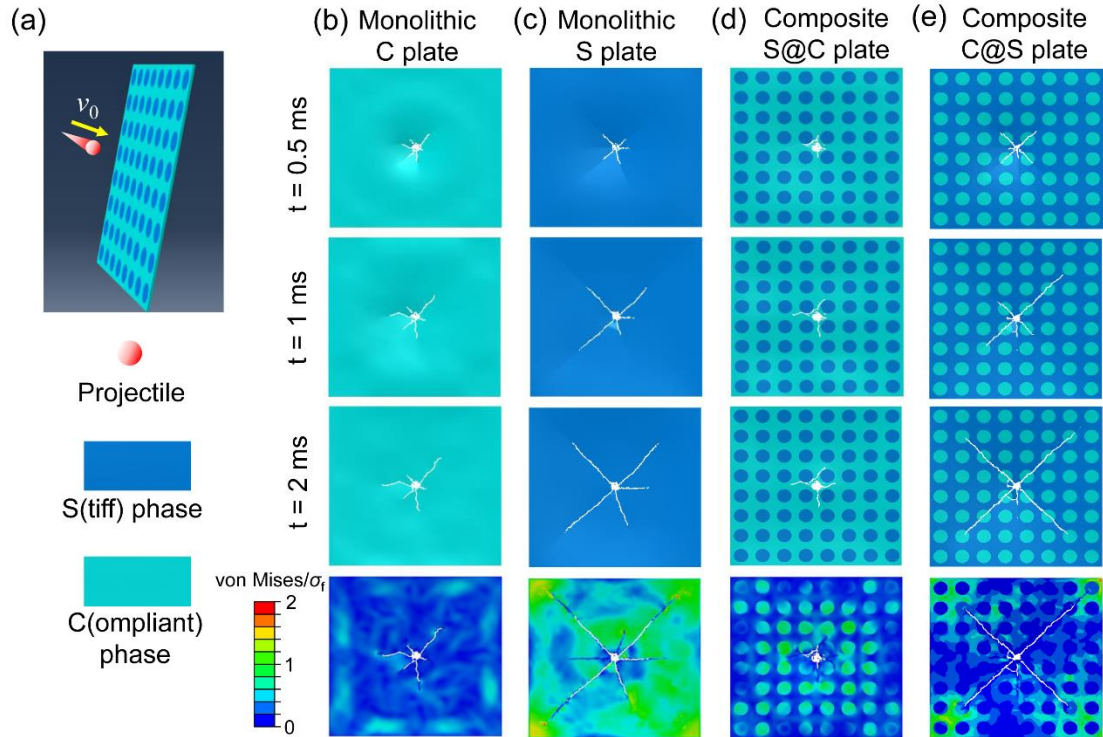 (a)
v₀
Projectile
S(tiff) phase
C(ompliant)
phase
(b) Monolithic
C plate
(c) Monolithic
S plate
(d) Composite
S@C plate
(e) Composite
C@S plate
t = 0.5 ms
t = 1 ms
t = 2 ms
von Mises/σf
2
1
0